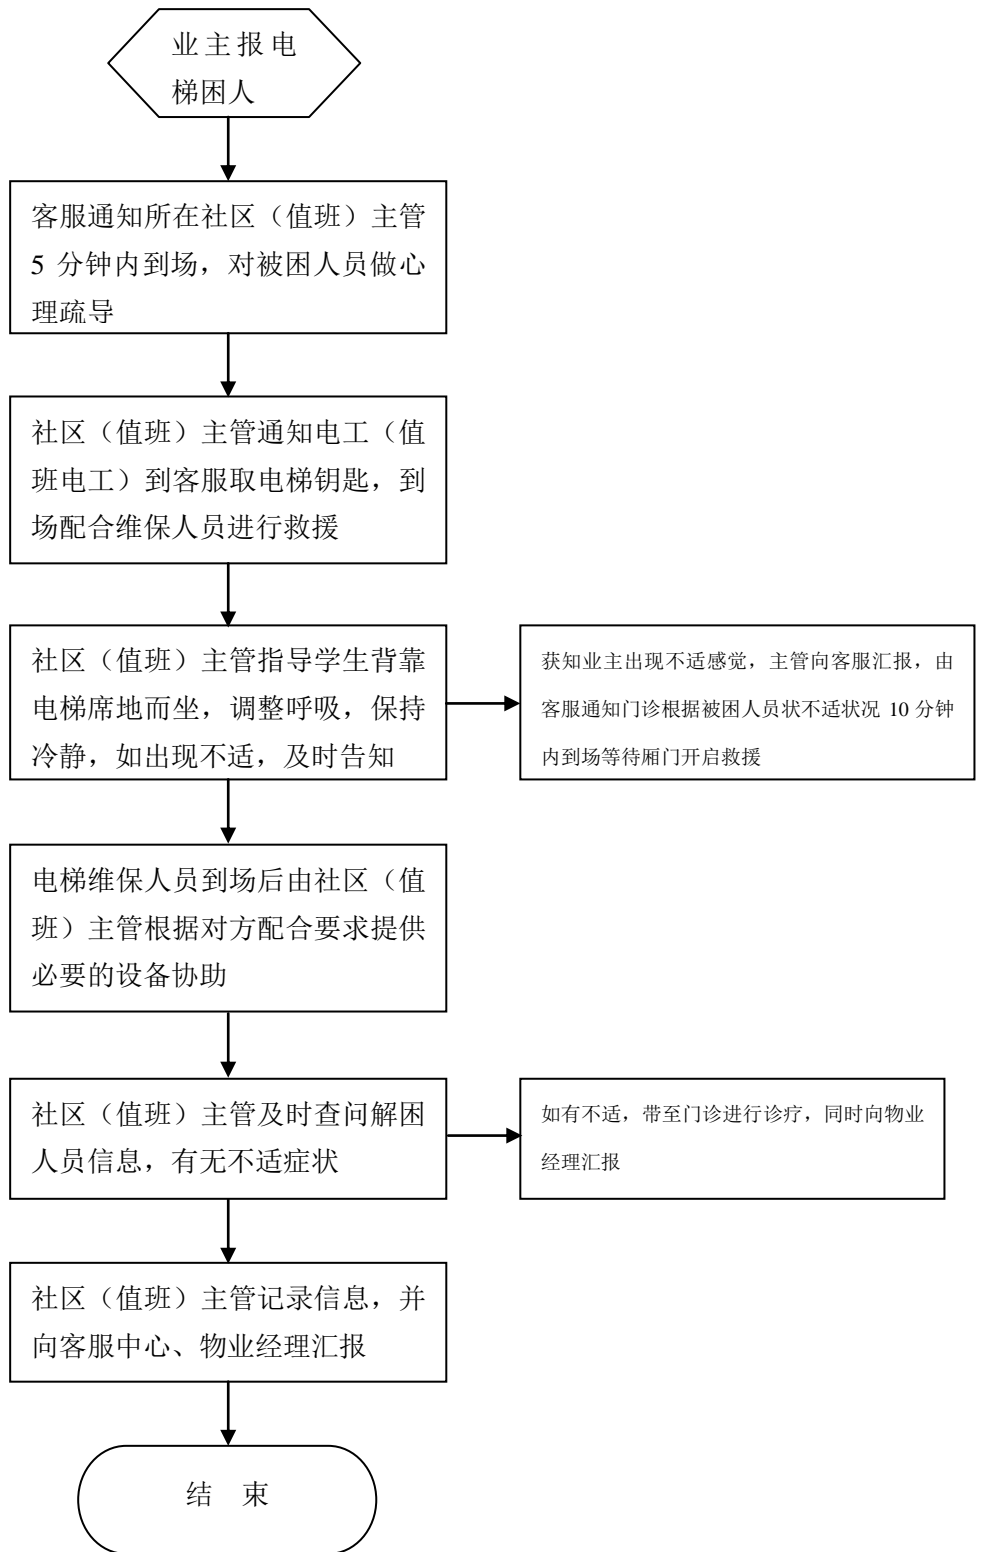 业主报电
梯困人
客服通知所在社区（值班）主管
5 分钟内到场，对被困人员做心
理疏导
社区（值班）主管通知电工（值
班电工）到客服取电梯钥匙，到
场配合维保人员进行救援
社区（值班）主管指导学生背靠
电梯席地而坐，调整呼吸，保持
冷静，如出现不适，及时告知
获知业主出现不适感觉，主管向客服汇报，由
客服通知门诊根据被困人员状不适状况 10 分钟
内到场等待厢门开启救援
电梯维保人员到场后由社区（值
班）主管根据对方配合要求提供
必要的设备协助
社区（值班）主管及时查问解困
人员信息，有无不适症状
如有不适，带至门诊进行诊疗，同时向物业
经理汇报
社区（值班）主管记录信息，并
向客服中心、物业经理汇报
结 束